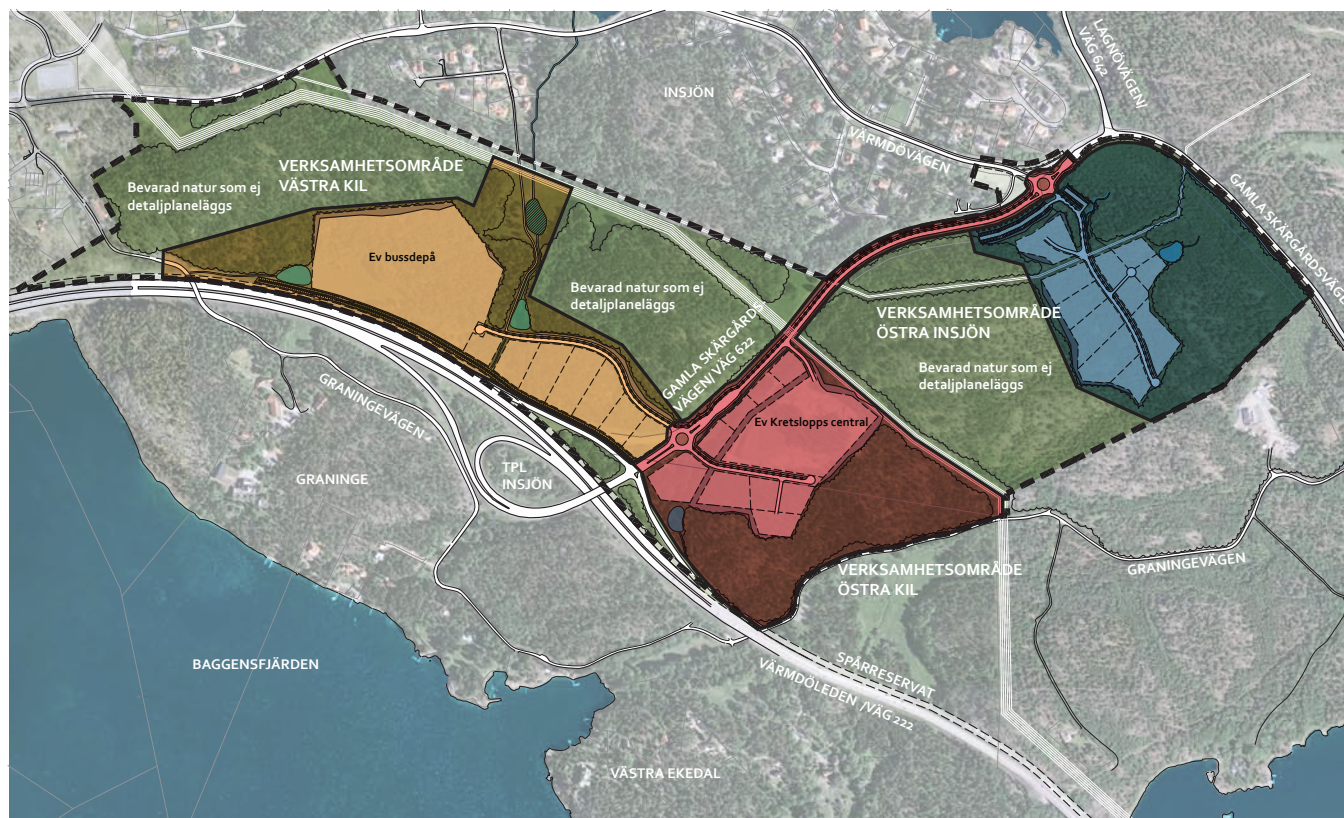 LAGNÖVÄGEN/
VÄG 642
INSJÖN
VÄRMDÖVÄGEN
VERKSAMHETSOMRÅDE
VÄSTRA KIL
Bevarad natur som ej
detaljplaneläggs
GAMLA SKÄRGÅRDSVÄGEN
Ev bussdepå
Bevarad natur som ej
detaljplaneläggs
GAMLA SKÄRGÅRDS
VÄGEN/ VÄG 622
VERKSAMHETSOMRÅDE
ÖSTRA INSJÖN
Bevarad natur som ej
detaljplaneläggs
GRANINGEVÄGEN
Ev Kretslopps central
GRANINGE
TPL
INSJÖN
GRANINGEVÄGEN
VERKSAMHETSOMRÅDE
ÖSTRA KIL
BAGGENSFJÄRDEN
SPÅRRESERVAT
VÄRMDÖLEDEN /VÄG 222
VÄSTRA EKEDAL